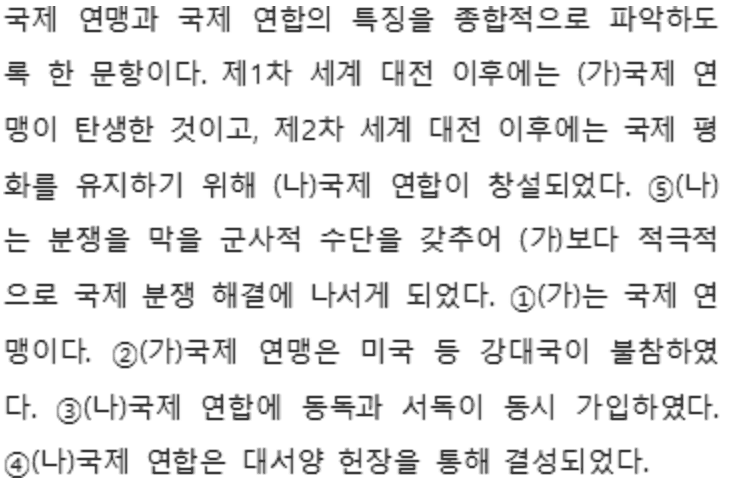 국제 연맹과 국제 연합의 특징을 종합적으로 파악하도
록 한 문항이다. 제1차 세계 대전 이후에는 (가)국제 연
맹이 탄생한 것이고, 제2차 세계 대전 이후에는 국제 평
화를 유지하기 위해 (나)국제 연합이 창설되었다. ⑤(나)
는 분쟁을 막을 군사적 수단을 갖추어 (가)보다 적극적
으로 국제 분쟁 해결에 나서게 되었다. ①(가)는 국제 연
맹이다. ②(가)국제 연맹은 미국 등 강대국이 불참하였
다. ③(나)국제 연합에 동독과 서독이 동시 가입하였다.
④(나)국제 연합은 대서양 헌장을 통해 결성되었다.